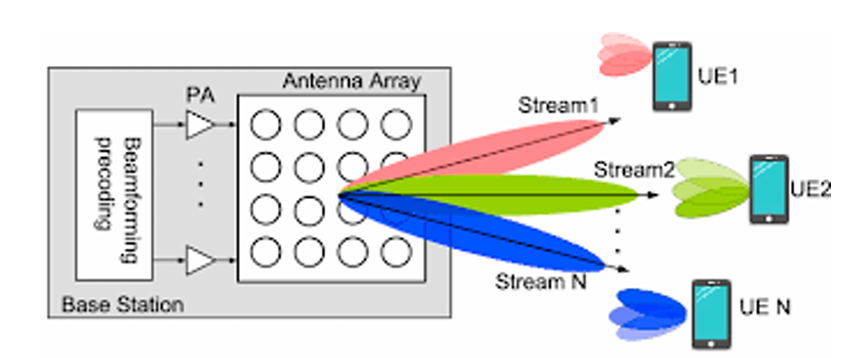 Antenna Array
PA
Beamforming
precoding
Base Station
Stream1
Stream2
Stream N
UE1
UE2
UE N